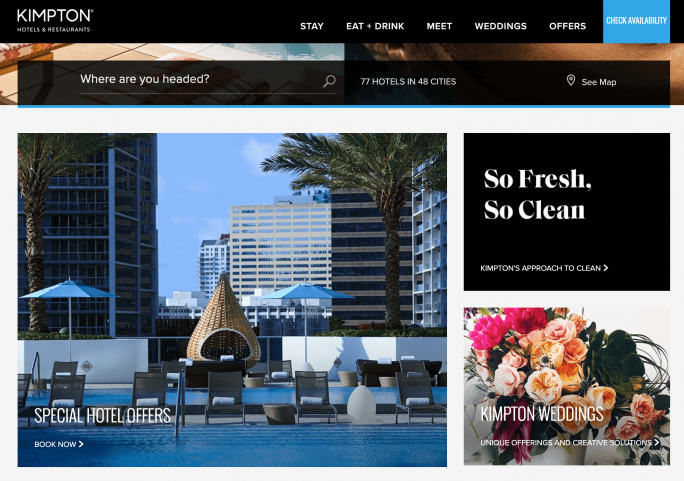 KIMPTON®
HOTELS & RESTAURANTS
STAY
EAT + DRINK
MEET
WEDDINGS
OFFERS
CHECK AVAILABILITY
Where are you headed?
77 HOTELS IN 48 CITIES
See Map
So Fresh,
So Clean
KIMPTON'S APPROACH TO CLEAN
SPECIAL HOTEL OFFERS
BOOK NOW
KIMPTON WEDDINGS
UNIQUE OFFERINGS AND CREATIVE SOLUTIONS